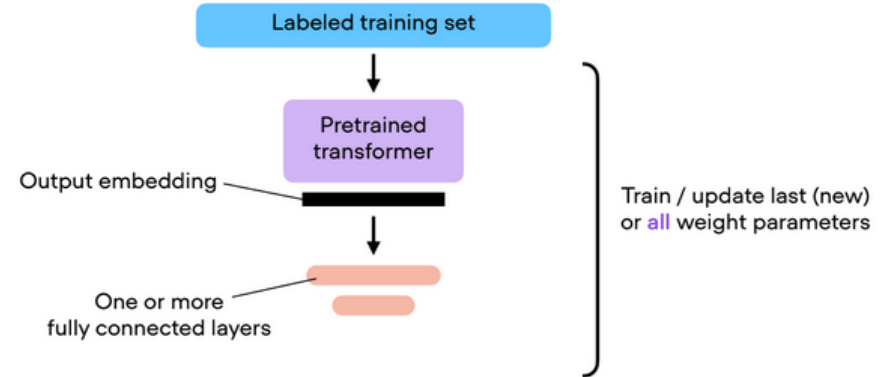 Labeled training set
Pretrained
transformer
Output embedding
Train / update last (new)
or all weight parameters
One or more
fully connected layers